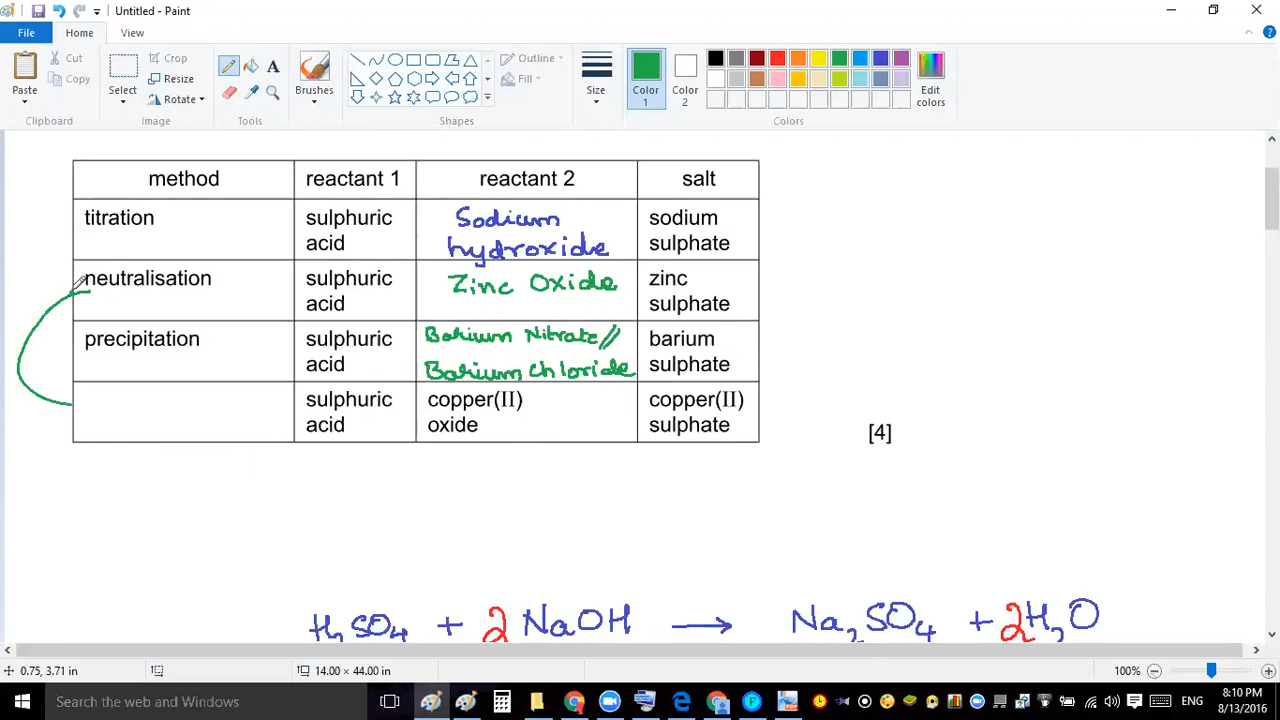 Untitled - Paint
File
Home
View
Paste
Cut
Copy
Clipboard
Select
Crop
Resize
Rotate
Image
Tools
Brushes
Outline
Fill
Shapes
Size
Color 1
Color 2
Edit colors
Colors
method reactant 1 reactant 2 salt
titration sulphuric acid Sodium hydroxide sodium sulphate
neutralisation sulphuric acid Zinc Oxide zinc sulphate
precipitation sulphuric acid Barium Nitrate// Barium Chloride barium sulphate
sulphuric acid copper(II) oxide copper(II) sulphate
[4]
H2SO4 + 2 NaOH → Na2SO4 + 2H2O
0.75, 3.71 in
14.00 × 44.00 in
100%
Search the web and Windows
ENG
8:10 PM
8/13/2016